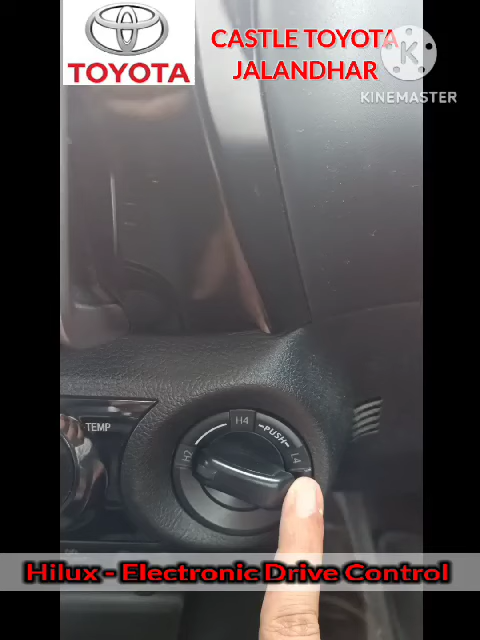 TOYOTA
CASTLE TOYOTA
JALANDHAR
K
KINEMASTER
TEMP
H2
H4
PUSH
L4
Hilux - Electronic Drive Control